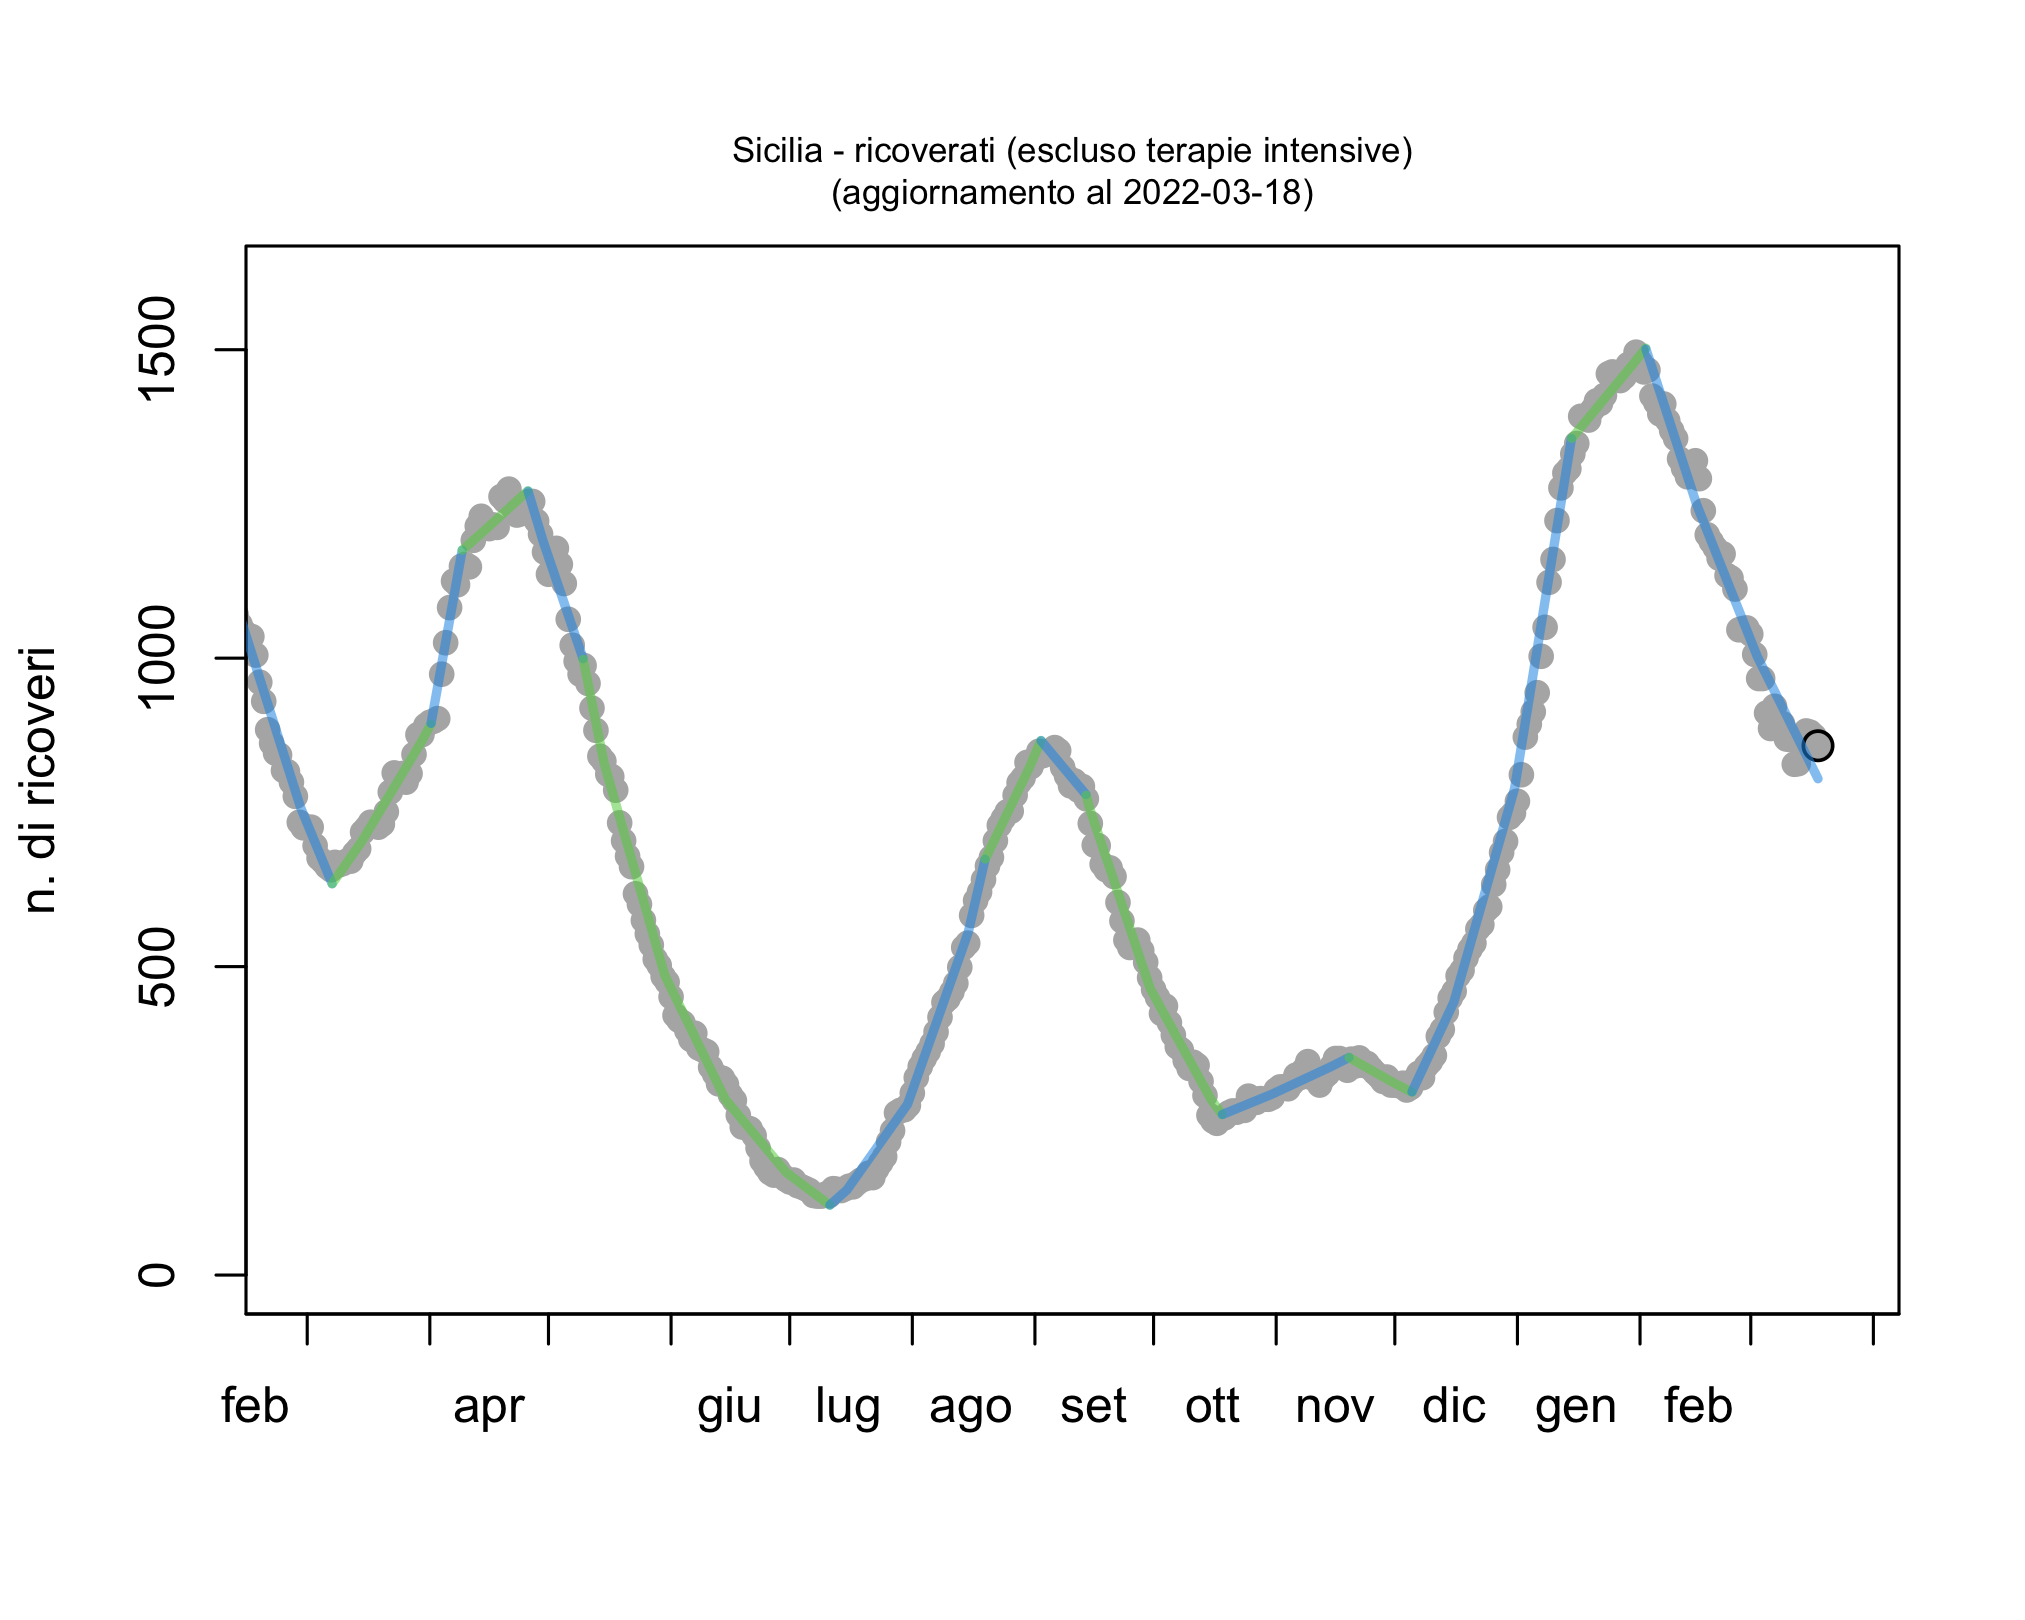 Sicilia - ricoverati (escluso terapie intensive)
(aggiornamento al 2022-03-18)
n. di ricoveri
1500
1000
500
0
feb apr giu lug ago set ott nov dic gen feb